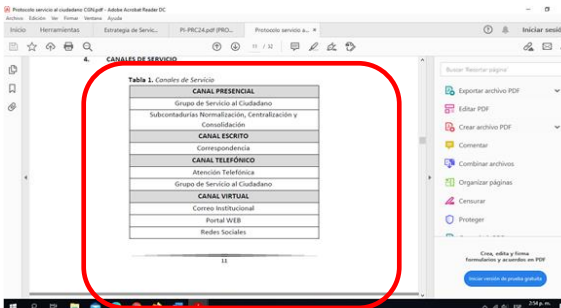 Protocolo servicio al ciudadano CGN.pdf - Adobe Acrobat Reader DC
Archivo Edición Ver Firmar Ventana Ayuda
Inicio Herramientas Estrategia de Servic... PI-PRC24.pdf (PRO... Protocolo servicio a... × Iniciar sesió
11 / 32
4. CANALES DE SERVICIO
Tabla 1. Canales de Servicio
CANAL PRESENCIAL
Grupo de Servicio al Ciudadano
Subcontadurías Normalización, Centralización y
Consolidación
CANAL ESCRITO
Correspondencia
CANAL TELEFÓNICO
Atención Telefónica
Grupo de Servicio al Ciudadano
CANAL VIRTUAL
Correo Institucional
Portal WEB
Redes Sociales
11
Buscar 'Recortar página'
Exportar archivo PDF
Editar PDF
Crear archivo PDF
Comentar
Combinar archivos
Organizar páginas
Censurar
Proteger
Crea, edita y firma
formularios y acuerdos en PDF
Iniciar versión de prueba gratuita
2:54 p. m.